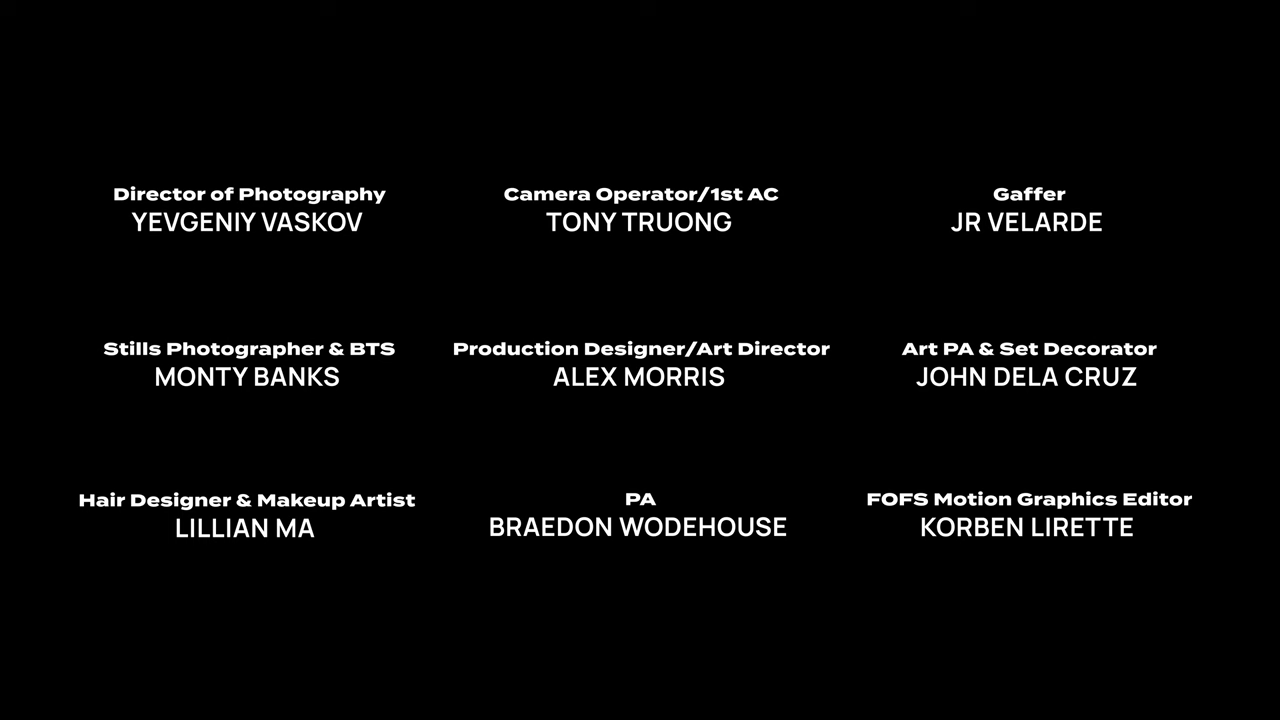 Director of Photography
YEVGENIY VASKOV
Camera Operator/1st AC
TONY TRUONG
Gaffer
JR VELARDE
Stills Photographer & BTS
MONTY BANKS
Production Designer/Art Director
ALEX MORRIS
Art PA & Set Decorator
JOHN DELA CRUZ
Hair Designer & Makeup Artist
LILLIAN MA
PA
BRAEDON WODEHOUSE
FOFS Motion Graphics Editor
KORBEN LIRETTE